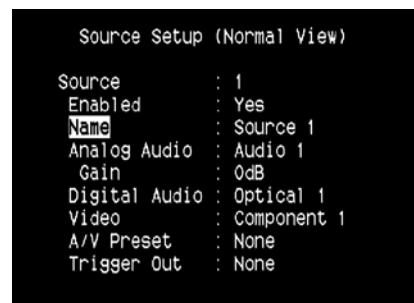 Source Setup (Normal View)
Source : 1
Enabled : Yes
Name : Source 1
Analog Audio : Audio 1
Gain : 0dB
Digital Audio : Optical 1
Video : Component 1
A/V Preset : None
Trigger Out : None